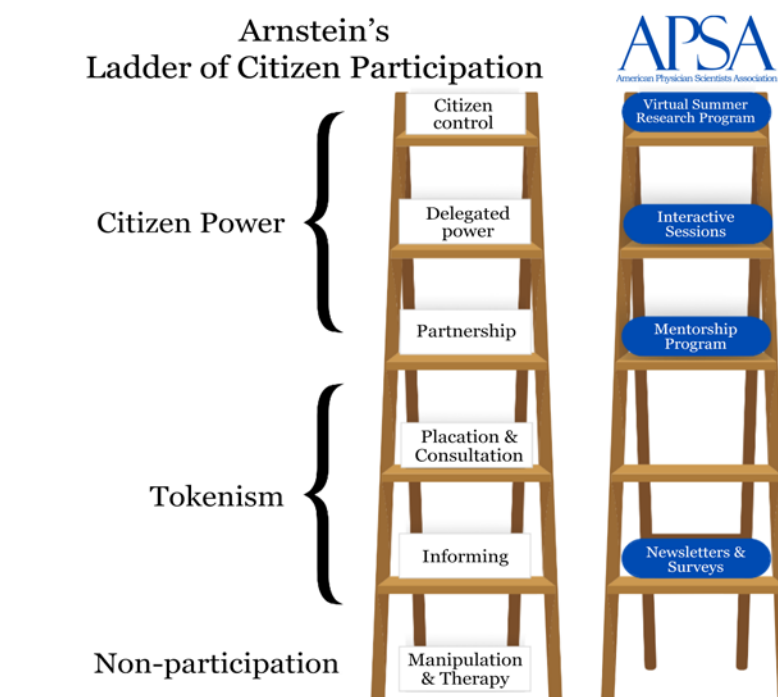 Arnstein's
Ladder of Citizen Participation
APSA
American Physician Scientists Association
Citizen
control
Virtual Summer
Research Program
Citizen Power
Delegated
power
Interactive
Sessions
Partnership
Mentorship
Program
Tokenism
Placation &
Consultation
Informing
Newsletters &
Surveys
Non-participation
Manipulation
& Therapy